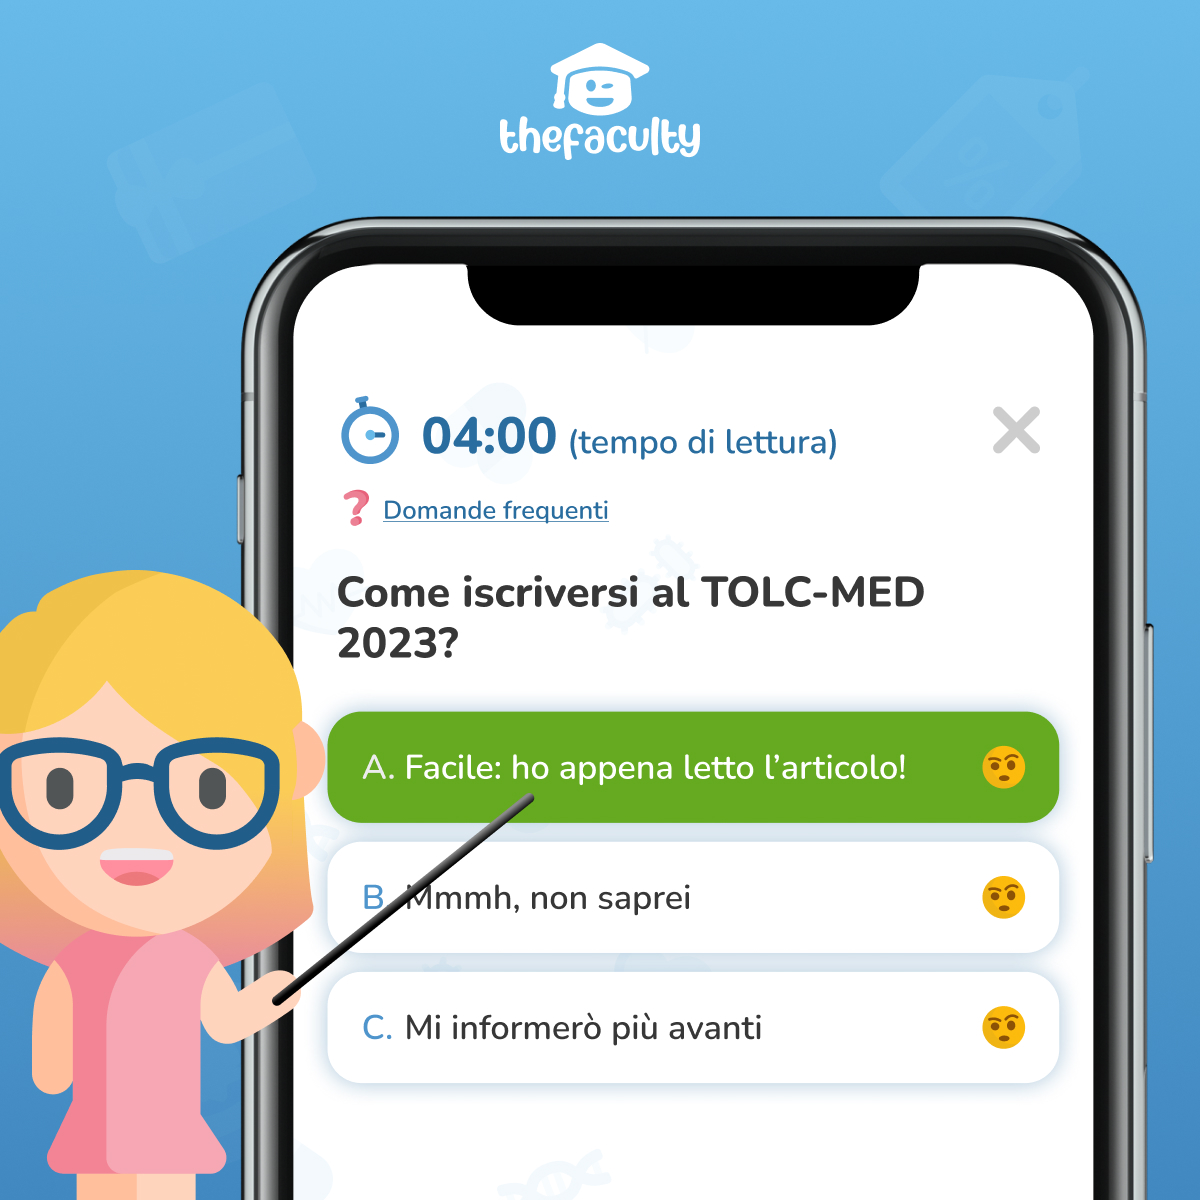 thefaculty
04:00 (tempo di lettura)
? Domande frequenti
Come iscriversi al TOLC-MED
2023?
A. Facile: ho appena letto l’articolo!
B. Mmmh, non saprei
C. Mi informerò più avanti